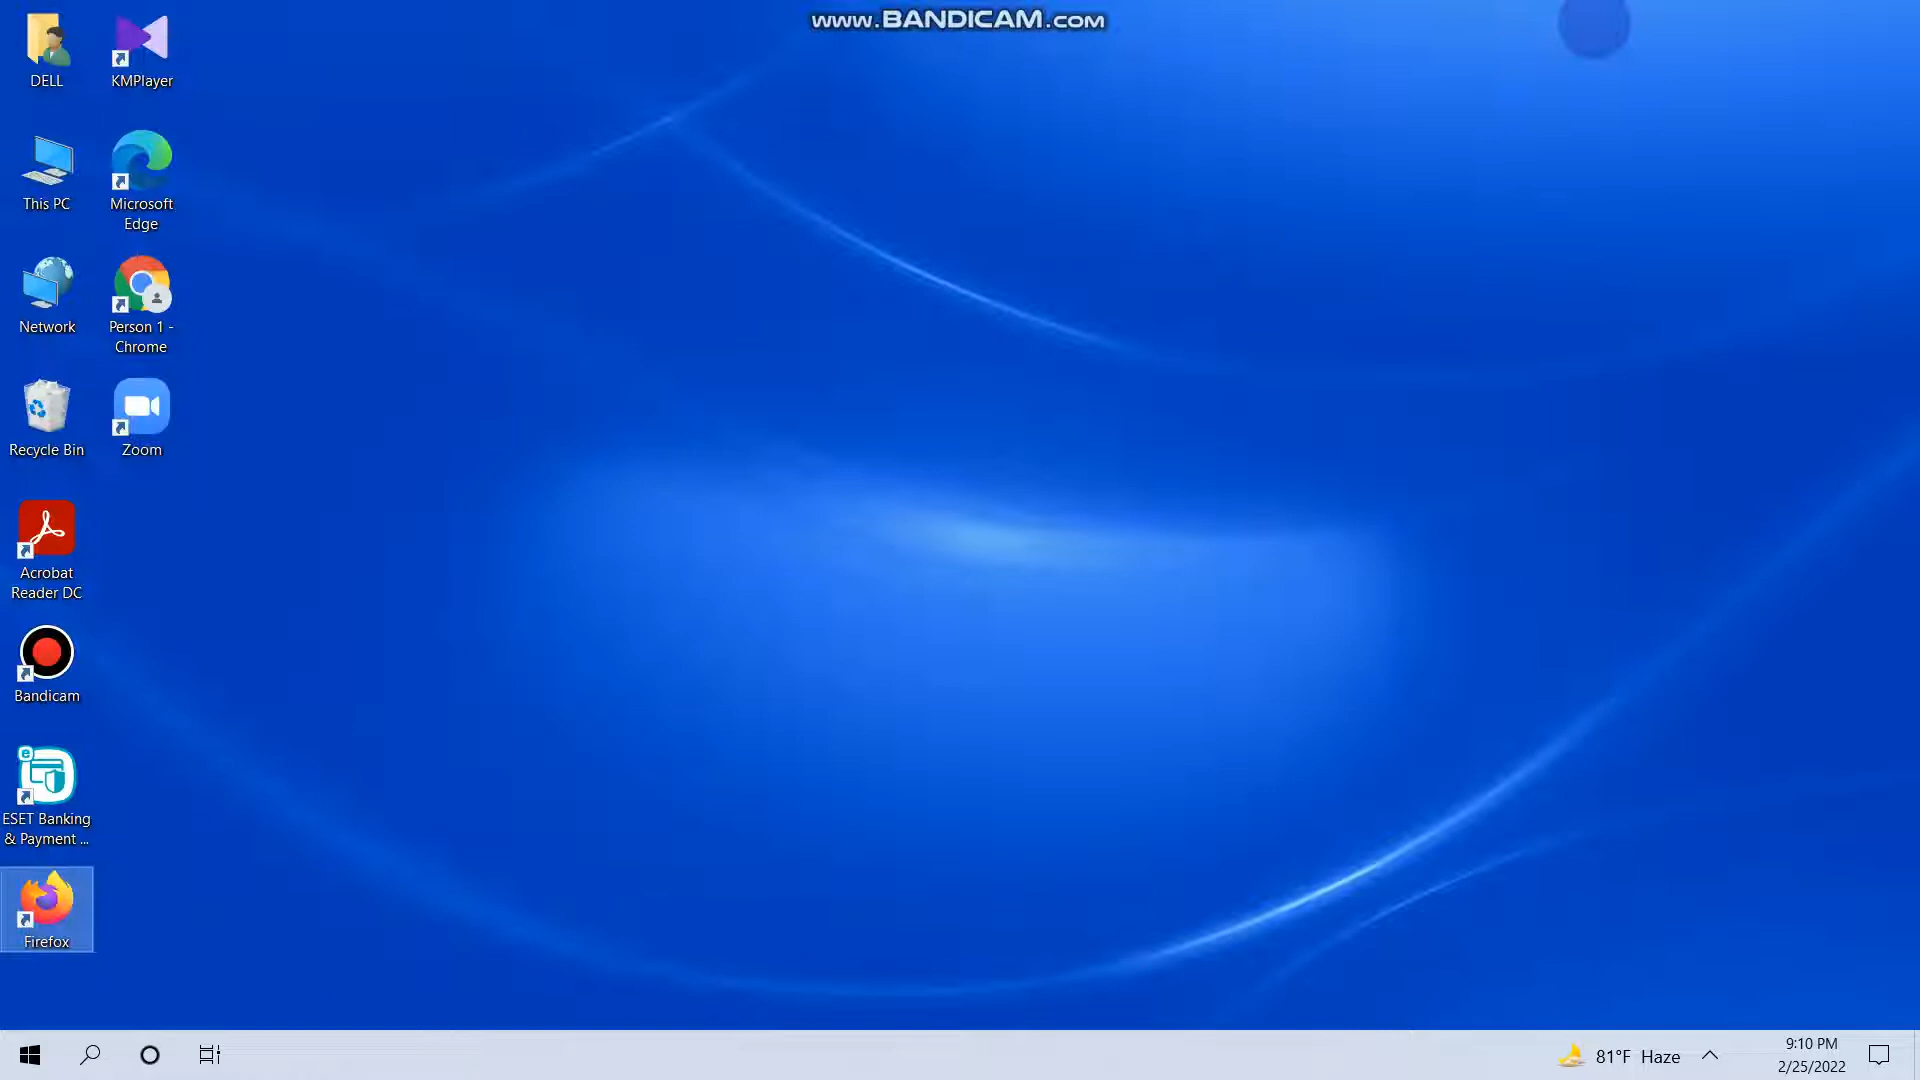 www.BANDICAM.com
DELL
KMPlayer
This PC
Microsoft
Edge
Network
Person 1 -
Chrome
Recycle Bin
Zoom
Acrobat
Reader DC
Bandicam
ESET Banking
& Payment ...
Firefox
81°F Haze
9:10 PM
2/25/2022